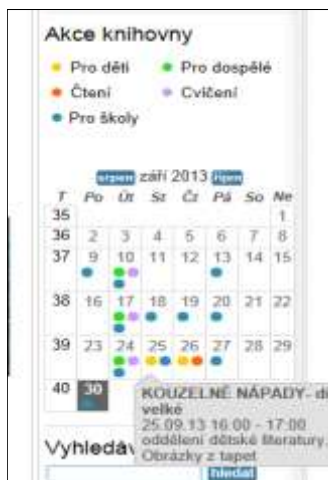 Akce knihovny
Pro děti Pro dospělé
Čtení Cvičení
Pro školy
srpen září 2013 říjen
T Po Út St Čt Pá So Ne
35 1
36 2 3 4 5 6 7 8
37 9 10 11 12 13 14 15
38 16 17 18 19 20 21 22
39 23 24 25 26 27 28 29
40 30
KOUZELNÉ NÁPADY- dí
velké
25.09.13 16:00 - 17:00
oddělení dětské literatury.
Obrázky z tapet
Vyhledáv
hledat